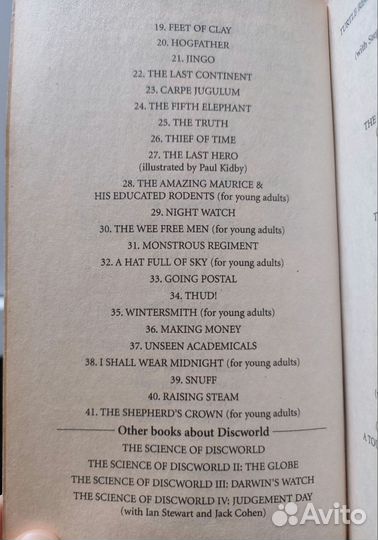 19. FEET OF CLAY
20. HOGFATHER
21. JINGO
22. THE LAST CONTINENT
23. CARPE JUGULUM
24. THE FIFTH ELEPHANT
25. THE TRUTH
26. THIEF OF TIME
27. THE LAST HERO
(illustrated by Paul Kidby)
28. THE AMAZING MAURICE &
HIS EDUCATED RODENTS (for young adults)
29. NIGHT WATCH
30. THE WEE FREE MEN (for young adults)
31. MONSTROUS REGIMENT
32. A HAT FULL OF SKY (for young adults)
33. GOING POSTAL
34. THUD!
35. WINTERSMITH (for young adults)
36. MAKING MONEY
37. UNSEEN ACADEMICALS
38. I SHALL WEAR MIDNIGHT (for young adults)
39. SNUFF
40. RAISING STEAM
41. THE SHEPHERD'S CROWN (for young adults)
Other books about Discworld
THE SCIENCE OF DISCWORLD
THE SCIENCE OF DISCWORLD II: THE GLOBE
THE SCIENCE OF DISCWORLD III: DARWIN'S WATCH
THE SCIENCE OF DISCWORLD IV: JUDGEMENT DAY
(with Ian Stewart and Jack Cohen)
TURTLE
(with
THE
Avito